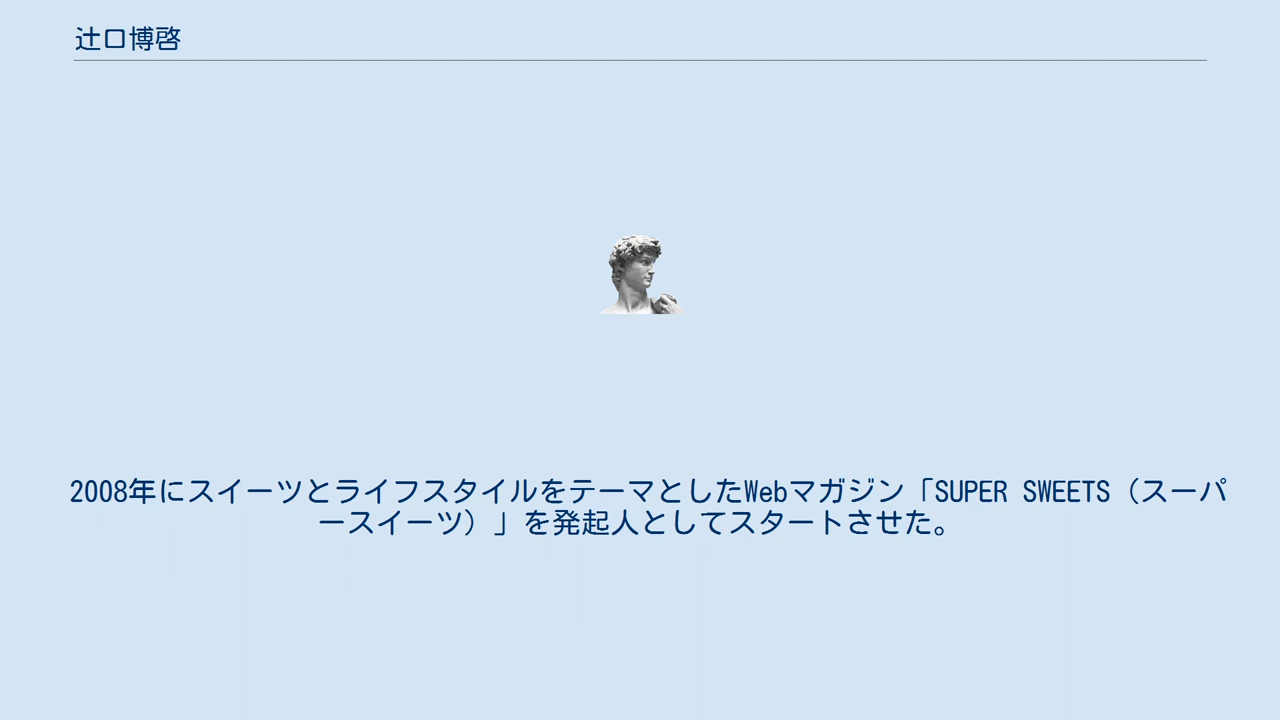 辻口博啓
2008年にスイーツとライフスタイルをテーマとしたWebマガジン「SUPER SWEETS（スーパ
ースイーツ）」を発起人としてスタートさせた。